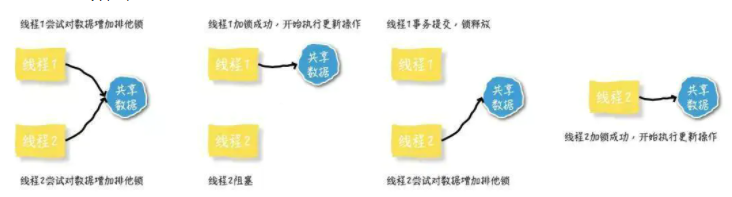 线程1尝试对数据增加排他锁
线程1
共享
数据
线程2
线程2尝试对数据增加排他锁
线程1加锁成功，开始执行更新操作
线程1
共享
数据
线程2
线程2阻塞
线程1事务提交，锁释放
线程1
共享
数据
线程2
线程2尝试对数据增加排他锁
线程2
共享
数据
线程2加锁成功，开始执行更新操作